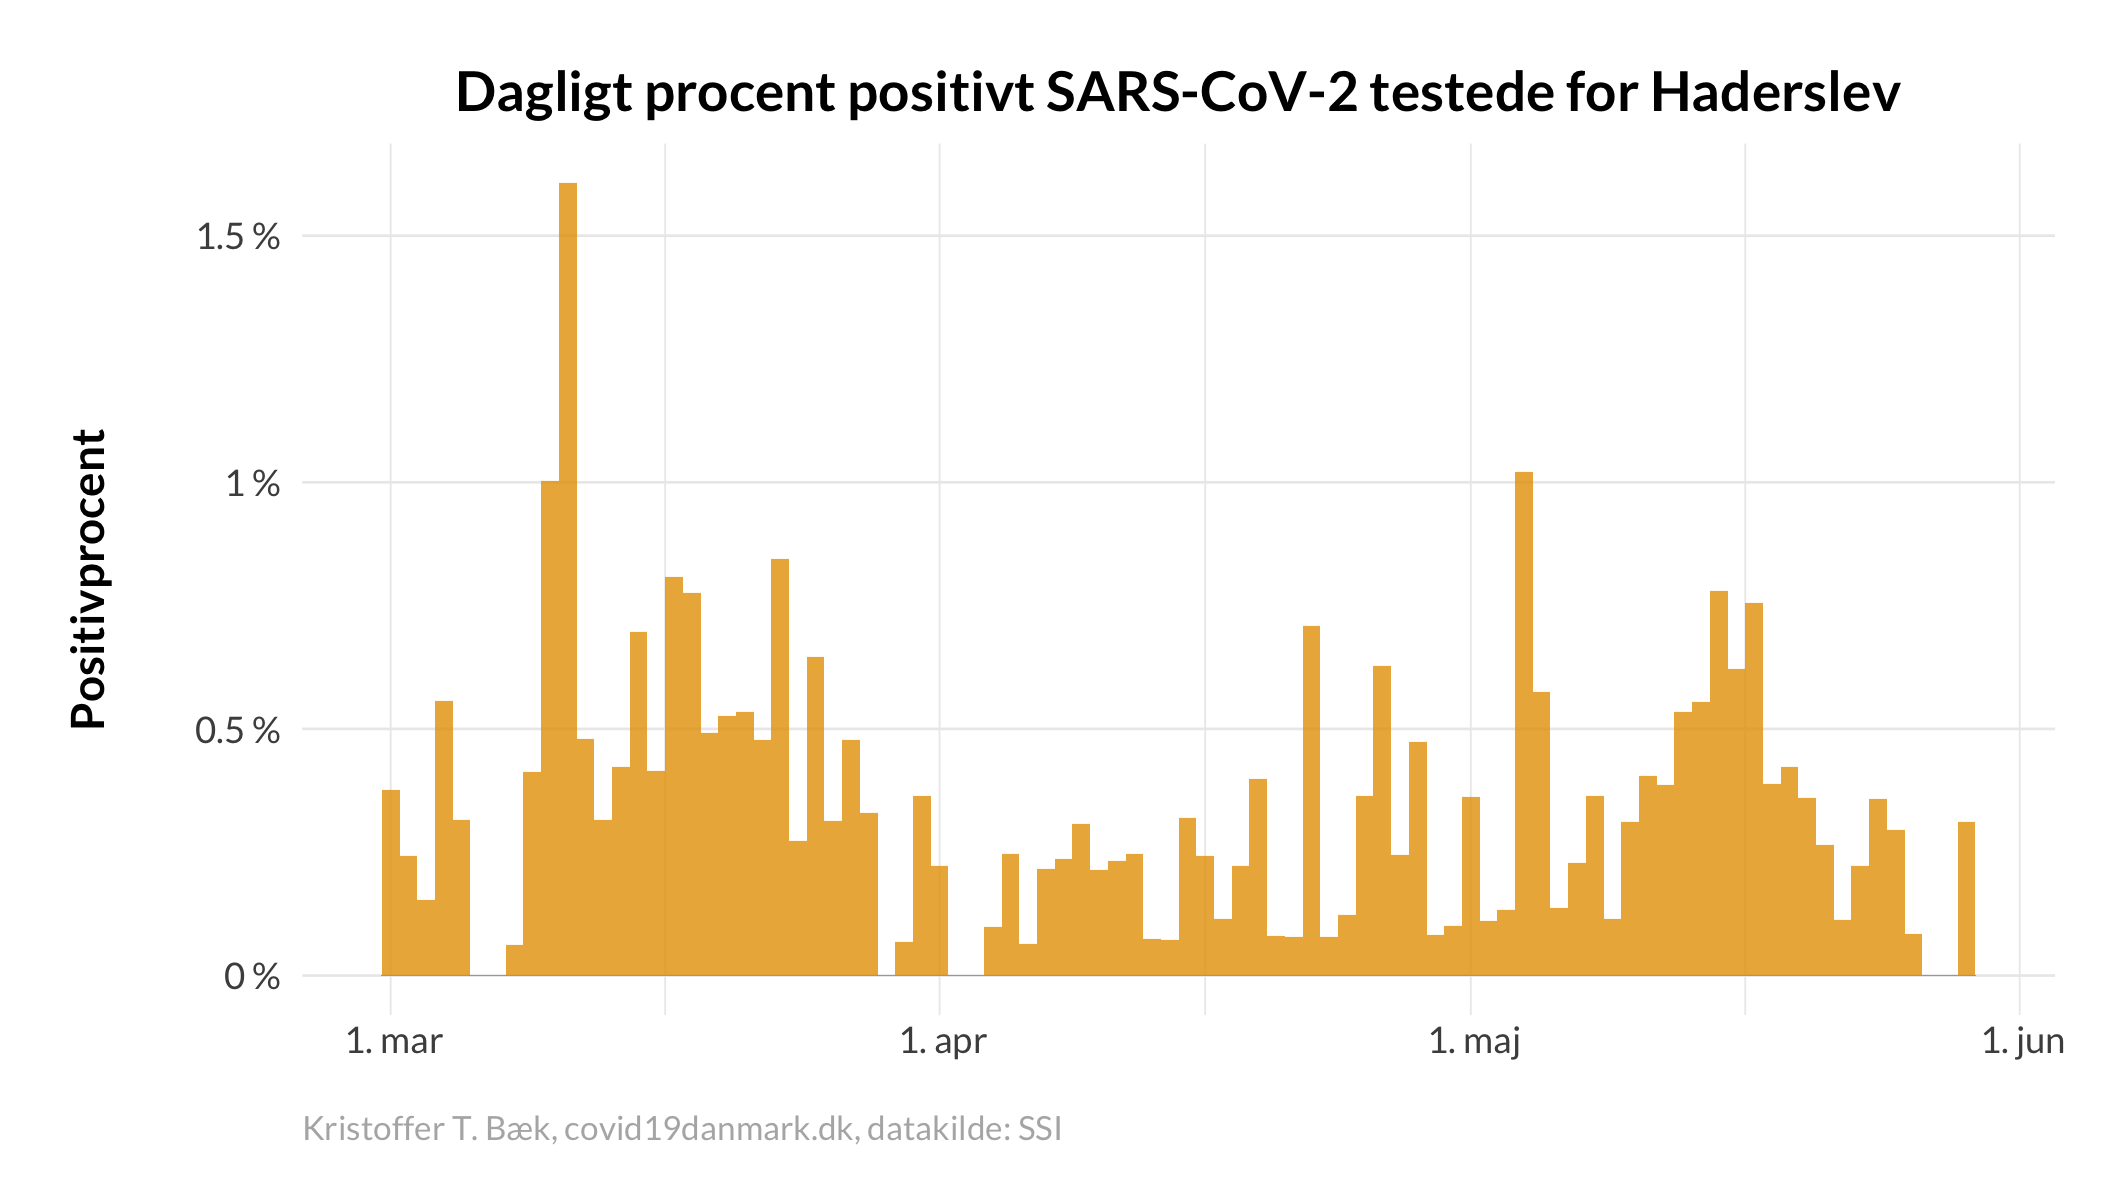 Dagligt procent positivt SARS-CoV-2 testede for Haderslev
Positivprocent
1.5 %
1 %
0.5 %
0 %
1. mar
1. apr
1. maj
1. jun
Kristoffer T. Bæk, covid19danmark.dk, datakilde: SSI